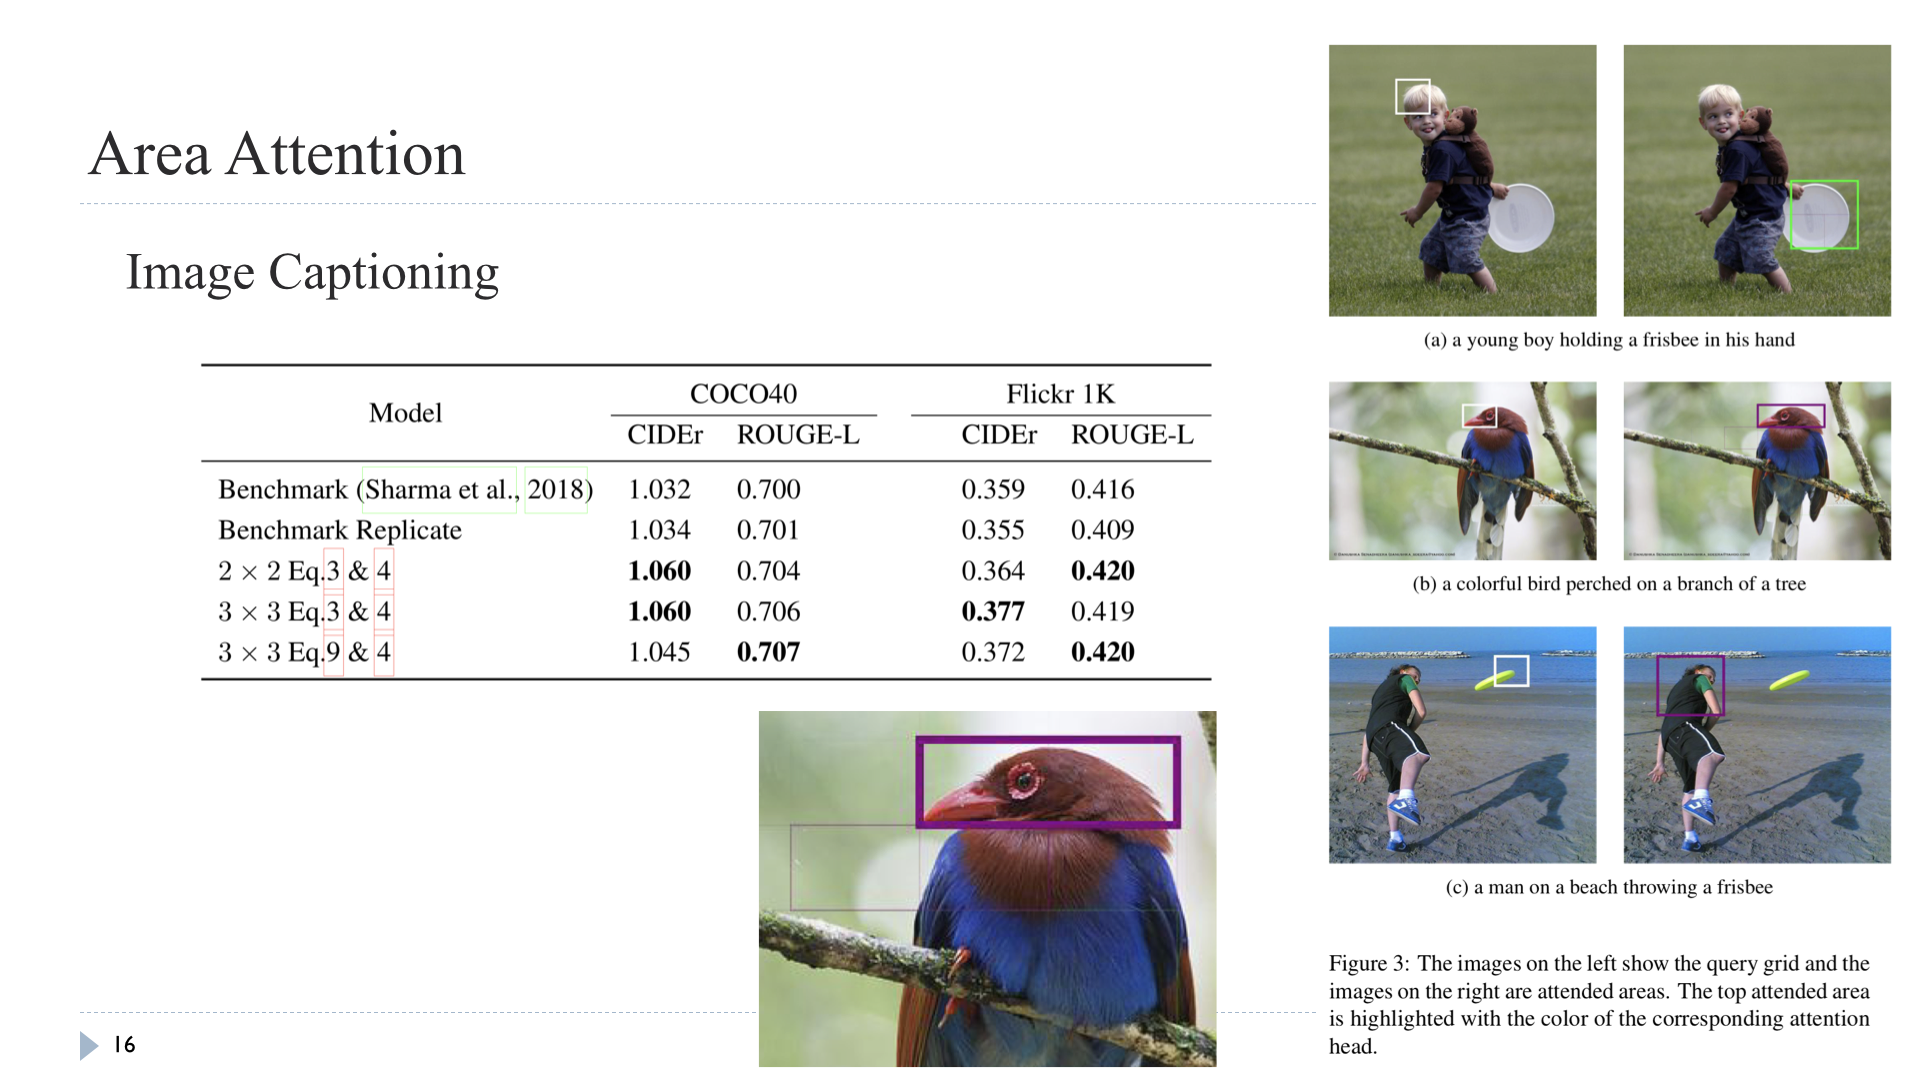 Area Attention
Image Captioning
Model COCO40 Flickr 1K
CIDEr ROUGE-L CIDEr ROUGE-L
Benchmark (Sharma et al., 2018) 1.032 0.700 0.359 0.416
Benchmark Replicate 1.034 0.701 0.355 0.409
2 × 2 Eq.3 & 4 1.060 0.704 0.364 0.420
3 × 3 Eq.3 & 4 1.060 0.706 0.377 0.419
3 × 3 Eq.9 & 4 1.045 0.707 0.372 0.420
(a) a young boy holding a frisbee in his hand
(b) a colorful bird perched on a branch of a tree
(c) a man on a beach throwing a frisbee
Figure 3: The images on the left show the query grid and the
images on the right are attended areas. The top attended area
is highlighted with the color of the corresponding attention
head.
16